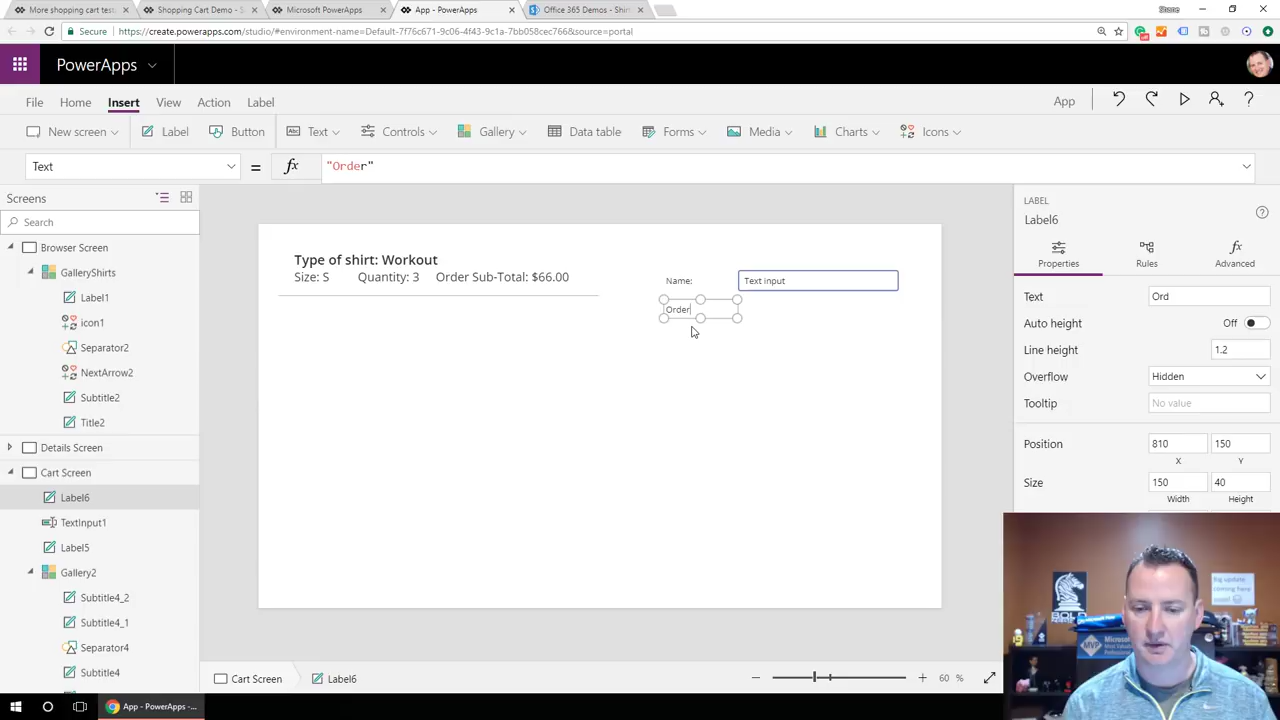 More shopping cart test
Shopping Cart Demo - S
Microsoft PowerApps
App - PowerApps
Office 365 Demos - Shir
Shane
Secure
https://create.powerapps.com/studio/#environment-name=Default-7f76c671-9c06-4f43-9c1a-7bb058cec766&source=portal
PowerApps
File
Home
Insert
View
Action
Label
App
New screen
Label
Button
Text
Controls
Gallery
Data table
Forms
Media
Charts
Icons
Text
=
fx
"Order"
Screens
Search
Browser Screen
GalleryShirts
Label1
icon1
Separator2
NextArrow2
Subtitle2
Title2
Details Screen
Cart Screen
Label6
TextInput1
Label5
Gallery2
Subtitle4_2
Subtitle4_1
Separator4
Subtitle4
Type of shirt: Workout
Size: S
Quantity: 3
Order Sub-Total: $66.00
Name:
Text input
Order
LABEL
Label6
Properties
Rules
Advanced
Text
Ord
Auto height
Off
Line height
1.2
Overflow
Hidden
Tooltip
No value
Position
810
150
X
Y
Size
150
40
Width
Height
Cart Screen
Label6
60 %
BOLD
Microsoft
MVP
App - PowerApps -...